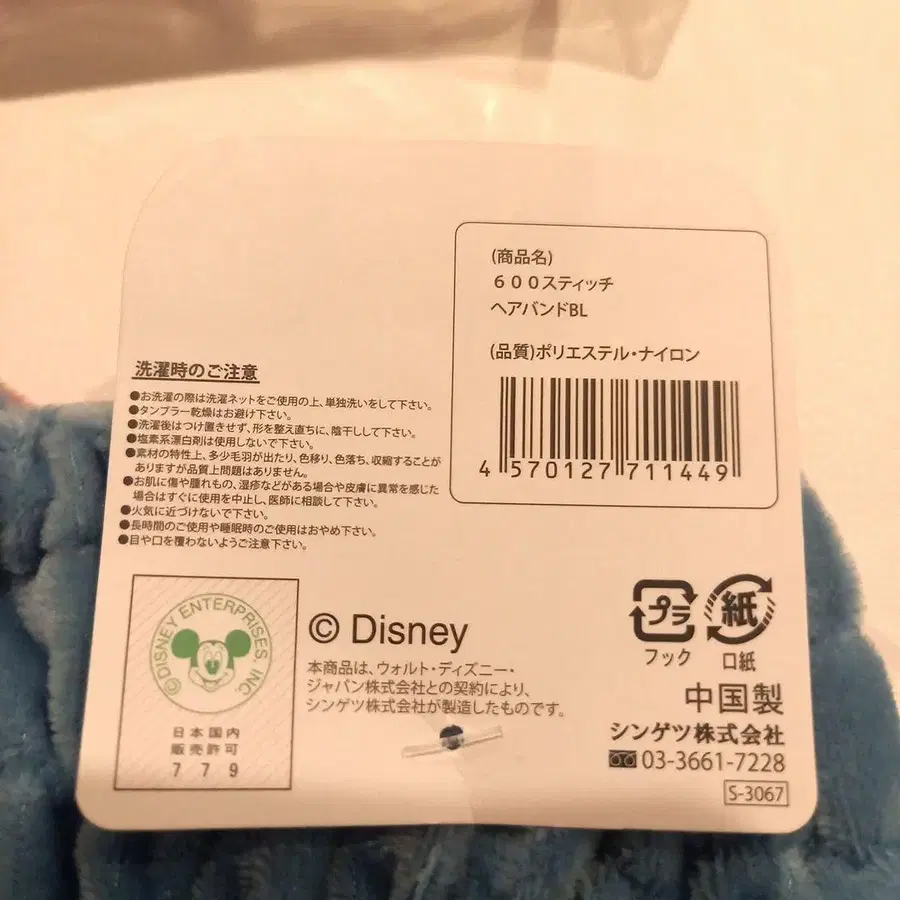 (商品名)
600スティッチ
ヘアバンドBL
(品質)ポリエステル・ナイロン
4 570127 711449
洗濯時のご注意
●お洗濯の際は洗濯ネットをご使用の上、単独洗いをして下さい。
●タンブラー乾燥はお避け下さい。
●洗濯後はつけ置きせず、形を整え直ちに、陰干しして下さい。
●塩素系漂白剤は使用しないで下さい。
●素材の特性上、多少毛羽が出たり、色移り、色落ち、収縮することが
ありますが品質上問題はありません。
●お肌に傷や腫れもの、湿疹などがある場合や皮膚に異常を感じた
場合はすぐに使用を中止し、医師に相談して下さい。
●火気に近づけないで下さい。
●長時間のご使用や睡眠時のご使用はおやめ下さい。
●目や口を覆わないようご注意下さい。
©DISNEY ENTERPRISES, INC.
日本国内
販売許可
779
© Disney
本商品は、ウォルト・ディズニー・
ジャパン株式会社との契約により、
シンゲツ株式会社が製造したものです。
プラ 紙
フック 口紙
中国製
シンゲツ株式会社
03-3661-7228
S-3067